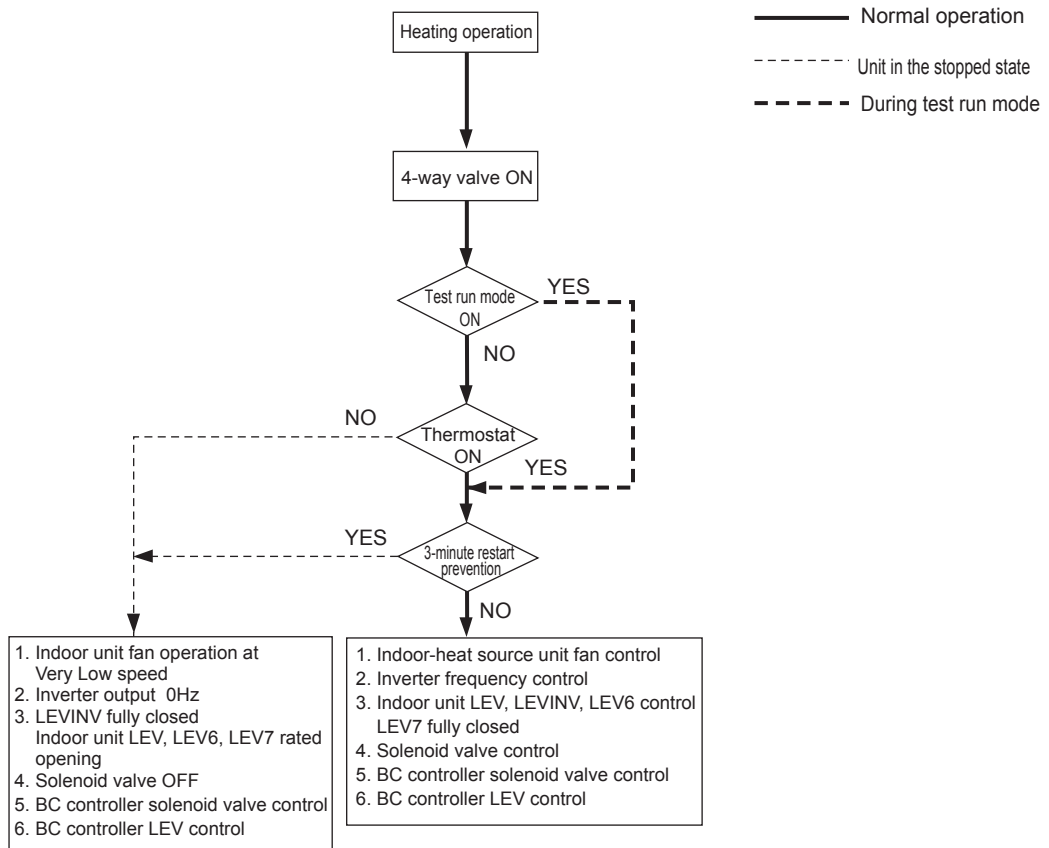 Normal operation
Unit in the stopped state
During test run mode
Heating operation
4-way valve ON
Test run mode
ON
YES
NO
Thermostat
ON
NO
YES
3-minute restart
prevention
YES
NO
1. Indoor unit fan operation at
Very Low speed
2. Inverter output 0Hz
3. LEVINV fully closed
Indoor unit LEV, LEV6, LEV7 rated
opening
4. Solenoid valve OFF
5. BC controller solenoid valve control
6. BC controller LEV control
1. Indoor-heat source unit fan control
2. Inverter frequency control
3. Indoor unit LEV, LEVINV, LEV6 control
LEV7 fully closed
4. Solenoid valve control
5. BC controller solenoid valve control
6. BC controller LEV control